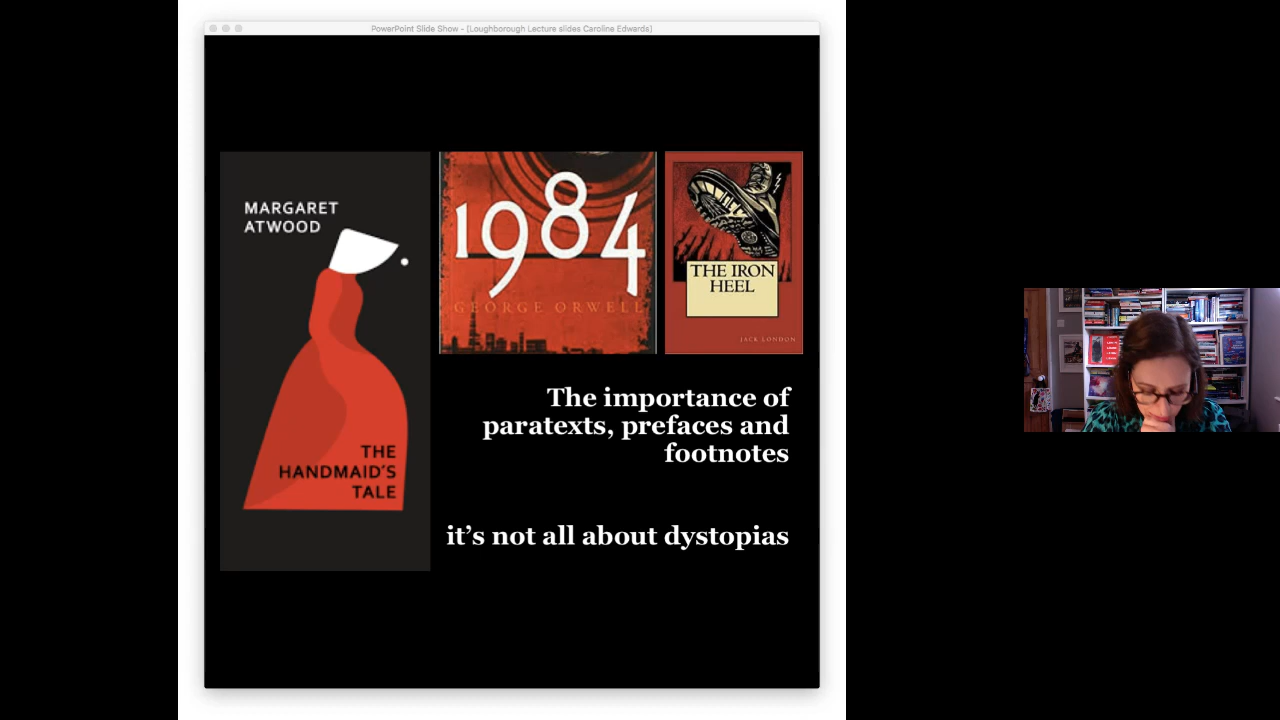 PowerPoint Slide Show - [Loughborough Lecture slides Caroline Edwards]
MARGARET
ATWOOD
THE
HANDMAID'S
TALE
1984
GEORGE ORWELL
THE IRON
HEEL
JACK LONDON
The importance of
paratexts, prefaces and
footnotes
it's not all about dystopias